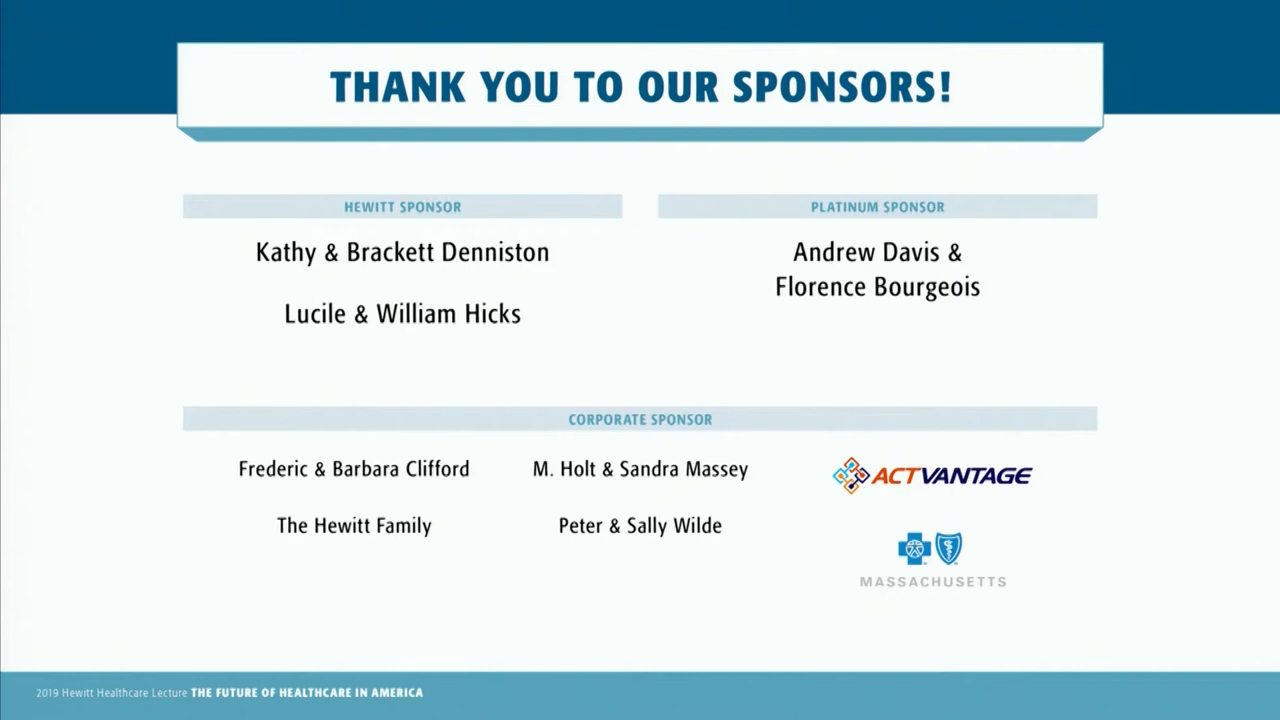 THANK YOU TO OUR SPONSORS!
HEWITT SPONSOR
Kathy & Brackett Denniston
Lucile & William Hicks
PLATINUM SPONSOR
Andrew Davis &
Florence Bourgeois
CORPORATE SPONSOR
Frederic & Barbara Clifford
The Hewitt Family
M. Holt & Sandra Massey
Peter & Sally Wilde
ACTVANTAGE
MASSACHUSETTS
2019 Hewitt Healthcare Lecture THE FUTURE OF HEALTHCARE IN AMERICA